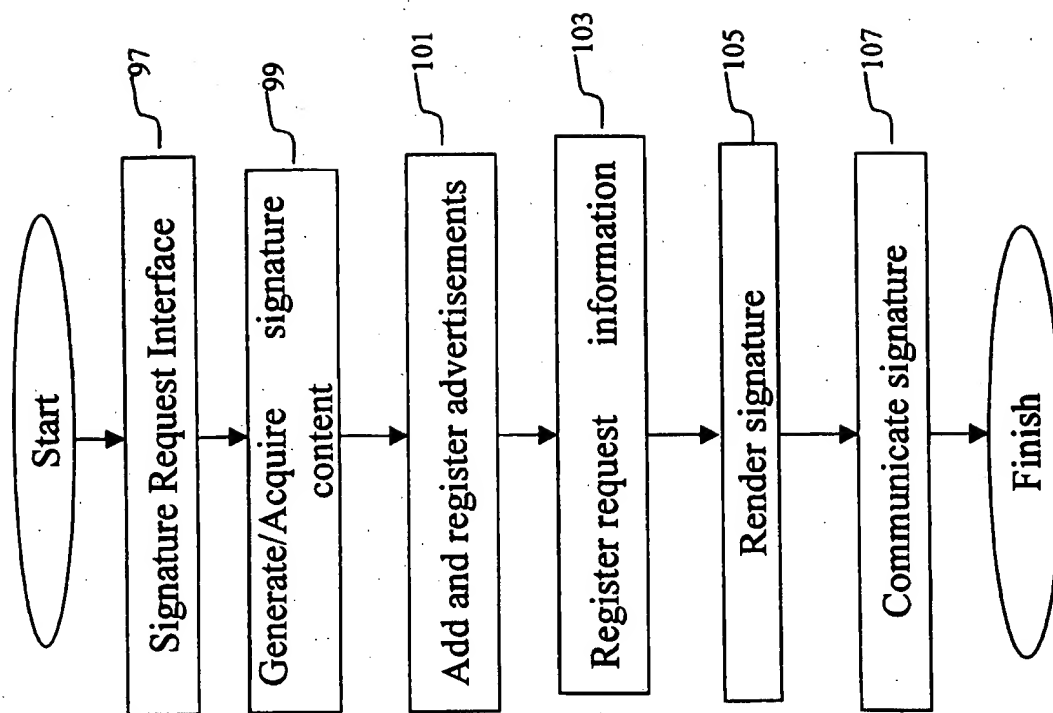 Start
Signature Request Interface
97
Generate/Acquire signature
content
99
Add and register advertisements
101
Register request information
103
Render signature
105
Communicate signature
107
Finish